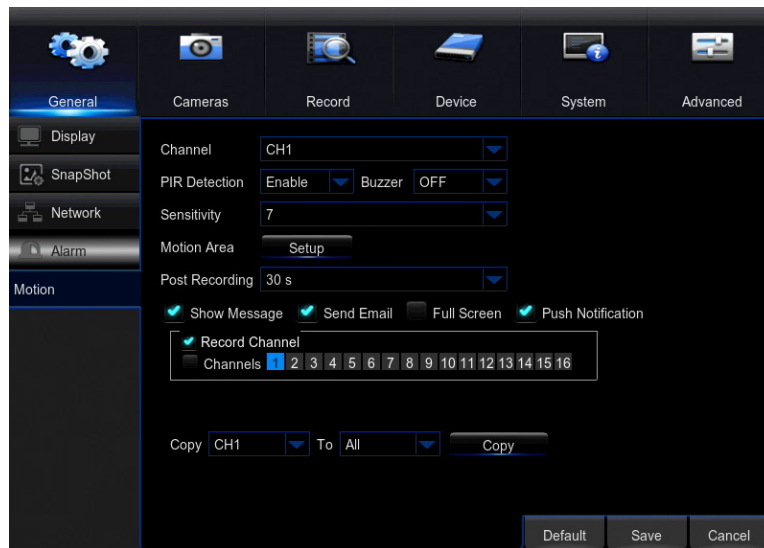 General Cameras Record Device System Advanced
Display
SnapShot
Network
Alarm
Motion
Channel CH1
PIR Detection Enable Buzzer OFF
Sensitivity 7
Motion Area Setup
Post Recording 30 s
Show Message Send Email Full Screen Push Notification
Record Channel
Channels 1 2 3 4 5 6 7 8 9 10 11 12 13 14 15 16
Copy CH1 To All Copy
Default Save Cancel